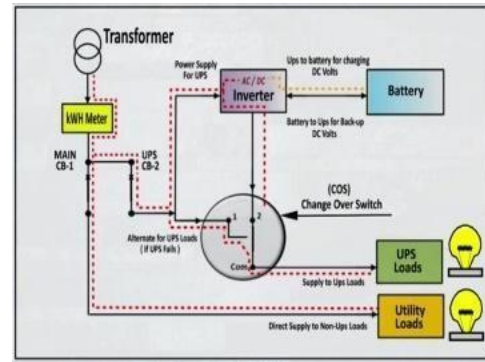 Transformer
Power Supply
For UPS
Ups to battery for charging
DC Volts
AC / DC
Inverter
Battery
kWH Meter
Battery to Ups for Back-up
DC Volts
MAIN
CB-1
UPS
CB-2
(COS)
Change Over Switch
1
2
Alternate for UPS Loads
( If UPS Fails )
Com
UPS
Loads
Supply to Ups Loads
Utility
Loads
Direct Supply to Non-Ups Loads